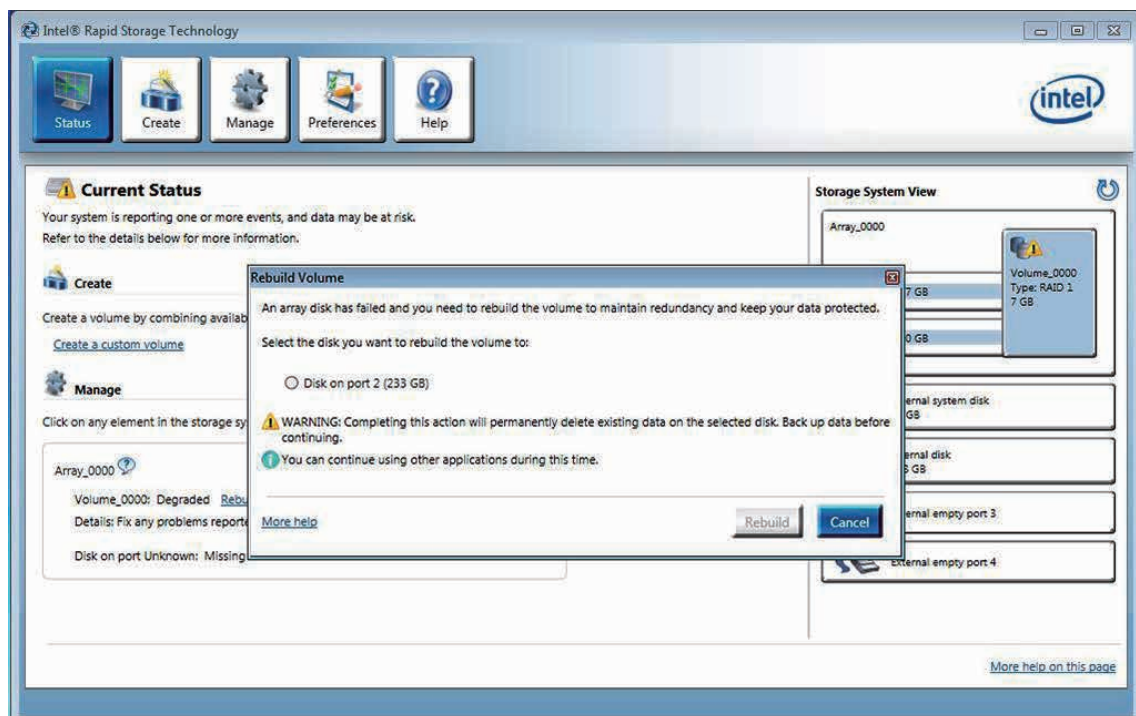 Intel® Rapid Storage Technology
Status
Create
Manage
Preferences
Help
intel
Current Status
Your system is reporting one or more events, and data may be at risk.
Refer to the details below for more information.
Create
Create a volume by combining availab
Create a custom volume
Manage
Click on any element in the storage sy
Array_0000
Volume_0000: Degraded Rebu
Details: Fix any problems reporte
Disk on port Unknown: Missing
Rebuild Volume
An array disk has failed and you need to rebuild the volume to maintain redundancy and keep your data protected.
Select the disk you want to rebuild the volume to:
Disk on port 2 (233 GB)
WARNING: Completing this action will permanently delete existing data on the selected disk. Back up data before
continuing.
You can continue using other applications during this time.
More help
Rebuild
Cancel
Storage System View
Array_0000
Volume_0000
Type: RAID 1
7 GB
7 GB
0 GB
ernal system disk
GB
ernal disk
GB
ernal empty port 3
External empty port 4
More help on this page